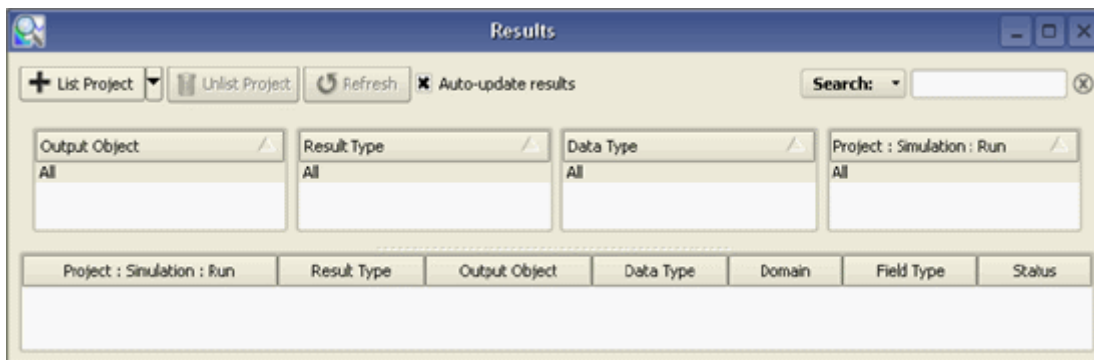 Results
List Project Unlist Project Refresh Auto-update results Search:
Output Object Result Type Data Type Project : Simulation : Run
All All All All
Project : Simulation : Run Result Type Output Object Data Type Domain Field Type Status